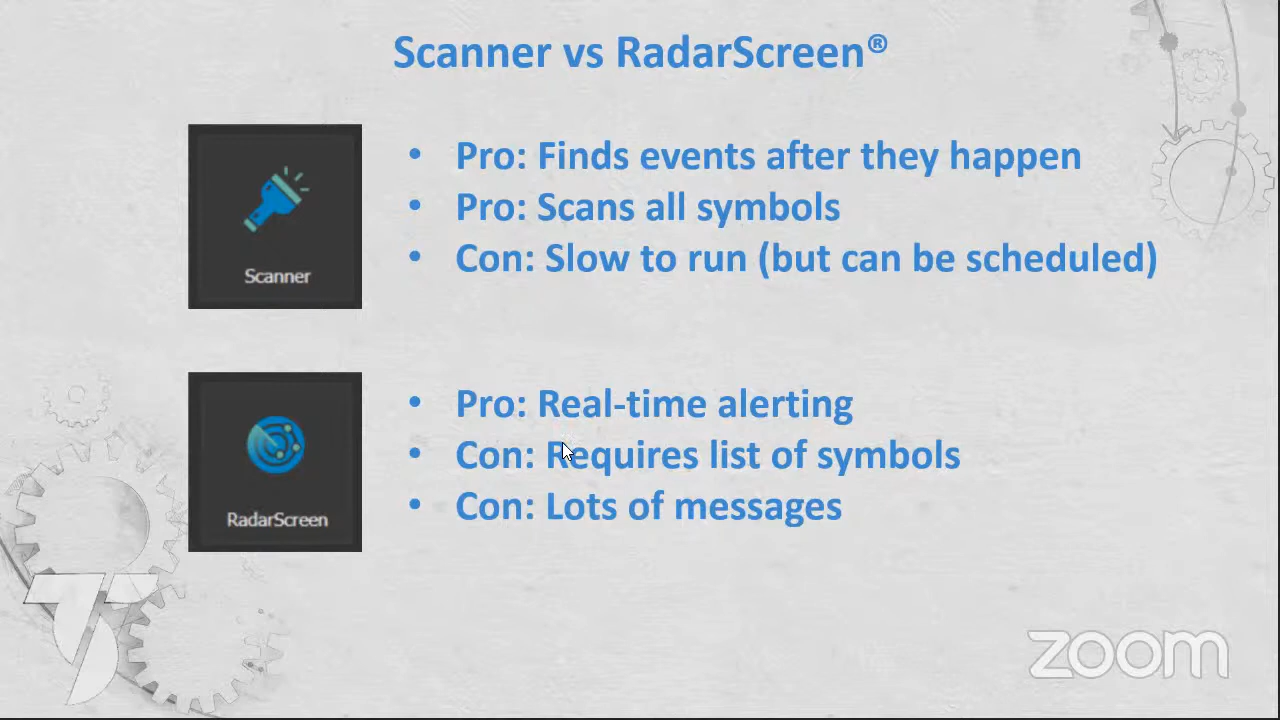 Scanner vs RadarScreen®
Scanner
• Pro: Finds events after they happen
• Pro: Scans all symbols
• Con: Slow to run (but can be scheduled)
RadarScreen
• Pro: Real-time alerting
• Con: Requires list of symbols
• Con: Lots of messages
zoom